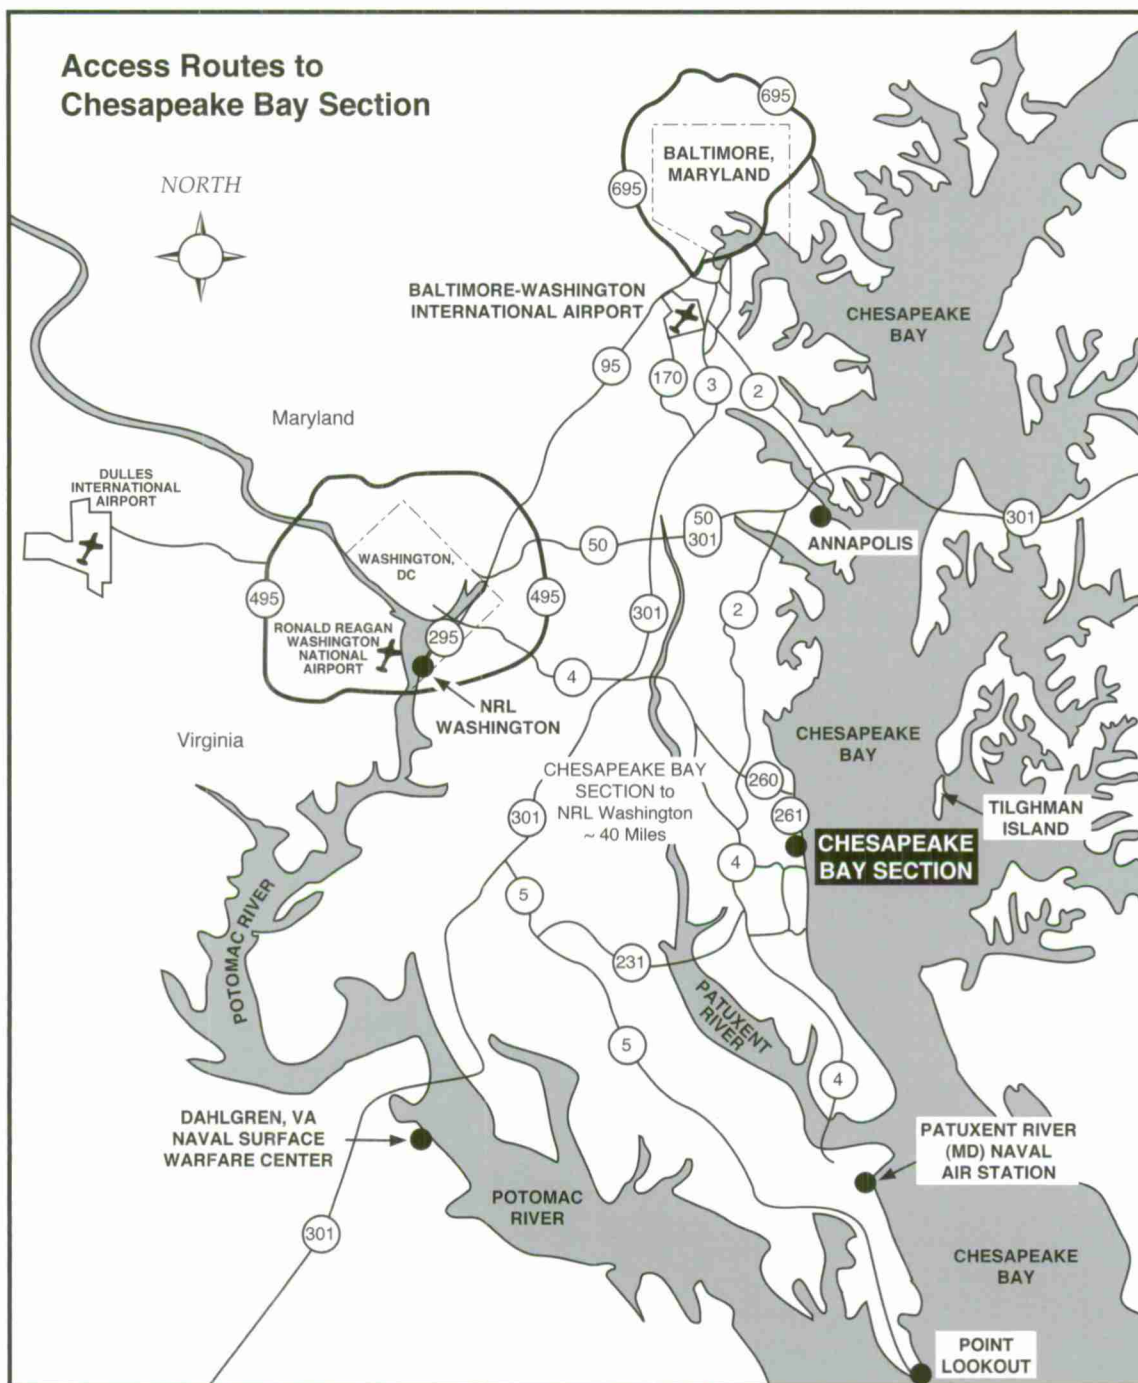 Access Routes to
Chesapeake Bay Section
NORTH
695
BALTIMORE,
MARYLAND
695
BALTIMORE-WASHINGTON
INTERNATIONAL AIRPORT
CHESAPEAKE
BAY
95
170
3
2
Maryland
DULLES
INTERNATIONAL
AIRPORT
50
50
301
301
ANNAPOLIS
WASHINGTON,
DC
495
495
295
RONALD REAGAN
WASHINGTON
NATIONAL
AIRPORT
301
2
4
NRL
WASHINGTON
Virginia
CHESAPEAKE
BAY
CHESAPEAKE BAY
SECTION to
NRL Washington
~ 40 Miles
260
261
TILGHMAN
ISLAND
301
CHESAPEAKE
BAY SECTION
4
5
POTOMAC RIVER
231
PATUXENT
RIVER
5
4
DAHLGREN, VA
NAVAL SURFACE
WARFARE CENTER
PATUXENT RIVER
(MD) NAVAL
AIR STATION
POTOMAC
RIVER
301
CHESAPEAKE
BAY
POINT
LOOKOUT